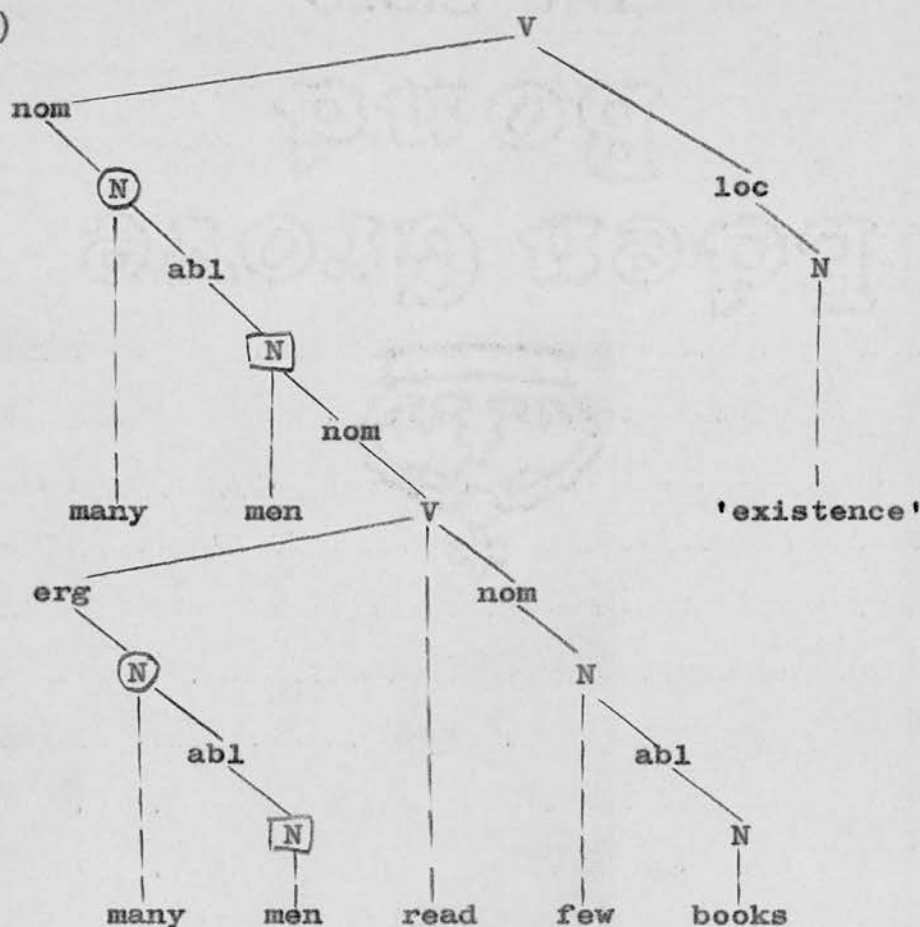 )
V
nom
N
loc
abl
N
N
nom
many men V 'existence'
erg
nom
N
N
abl
abl
N
N
many men read few books